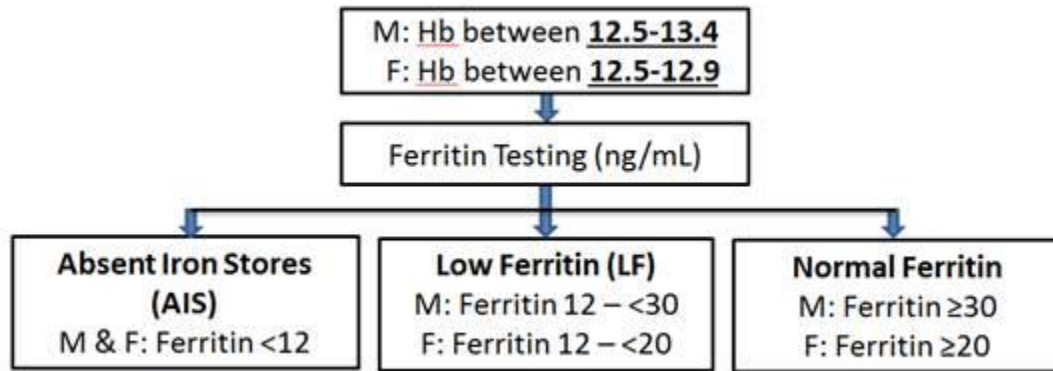 M: Hb between 12.5-13.4
F: Hb between 12.5-12.9
Ferritin Testing (ng/mL)
Absent Iron Stores
(AIS)
M & F: Ferritin <12
Low Ferritin (LF)
M: Ferritin 12 – <30
F: Ferritin 12 – <20
Normal Ferritin
M: Ferritin ≥30
F: Ferritin ≥20